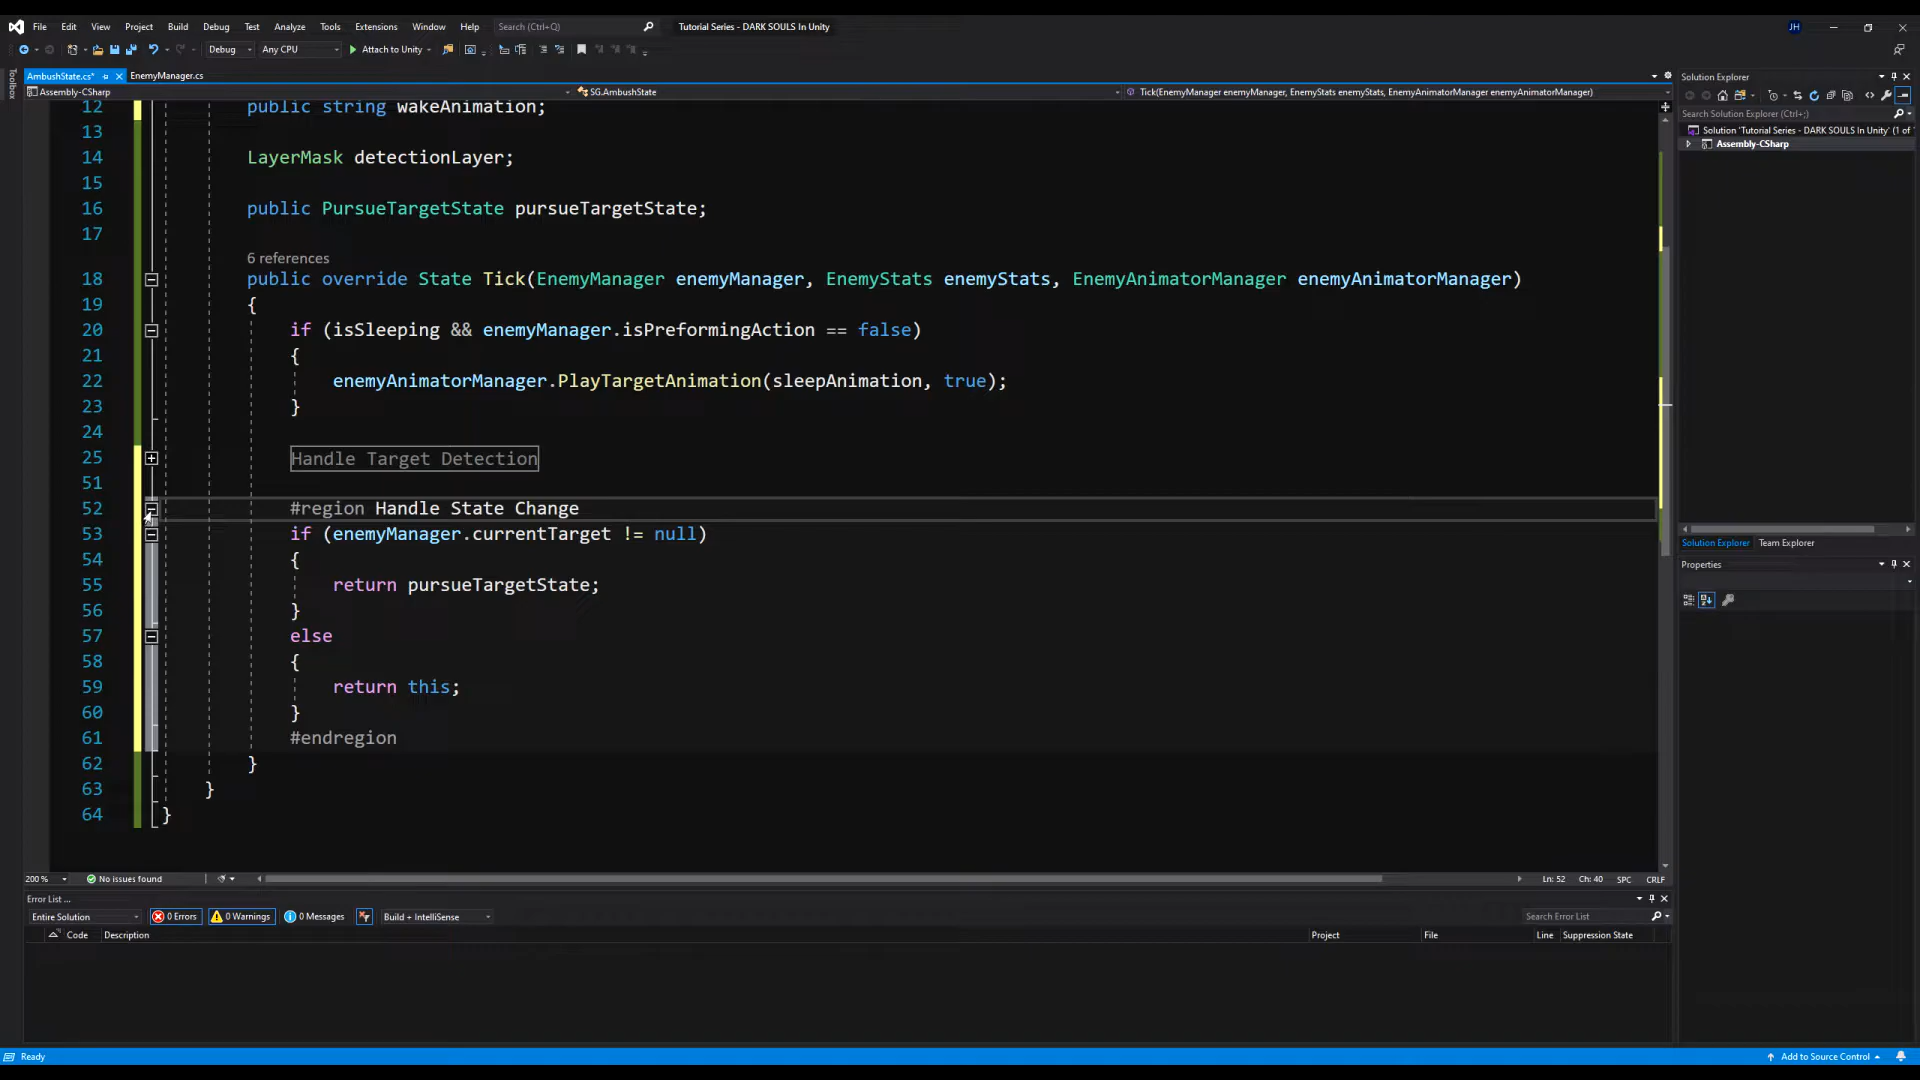 File Edit View Project Build Debug Test Analyze Tools Extensions Window Help Search (Ctrl+Q) Tutorial Series - DARK SOULS In Unity JH
Debug Any CPU Attach to Unity
Toolbox
AmbushState.cs* EnemyManager.cs
Assembly-CSharp SG.AmbushState Tick(EnemyManager enemyManager, EnemyStats enemyStats, EnemyAnimatorManager enemyAnimatorManager)
12 public string wakeAnimation;
13
14 LayerMask detectionLayer;
15
16 public PursueTargetState pursueTargetState;
17
6 references
18 public override State Tick(EnemyManager enemyManager, EnemyStats enemyStats, EnemyAnimatorManager enemyAnimatorManager)
19 {
20 if (isSleeping && enemyManager.isPreformingAction == false)
21 {
22 enemyAnimatorManager.PlayTargetAnimation(sleepAnimation, true);
23 }
24
25 Handle Target Detection
51
52 #region Handle State Change
53 if (enemyManager.currentTarget != null)
54 {
55 return pursueTargetState;
56 }
57 else
58 {
59 return this;
60 }
61 #endregion
62 }
63 }
64 }
200 % No issues found Ln: 52 Ch: 40 SPC CRLF
Error List ...
Entire Solution 0 Errors 0 Warnings 0 Messages Build + IntelliSense Search Error List
Code Description Project File Line Suppression State
Solution Explorer
Search Solution Explorer (Ctrl+;)
Solution 'Tutorial Series - DARK SOULS In Unity' (1 of
Assembly-CSharp
Solution Explorer Team Explorer
Properties
Ready Add to Source Control